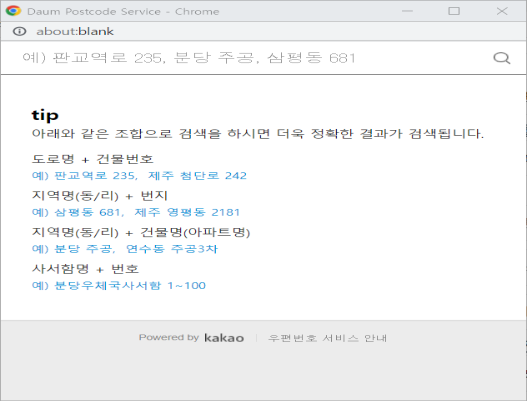 Daum Postcode Service - Chrome
about:blank
예) 판교역로 235, 분당 주공, 삼평동 681
tip
아래와 같은 조합으로 검색을 하시면 더욱 정확한 결과가 검색됩니다.
도로명 + 건물번호
예) 판교역로 235, 제주 첨단로 242
지역명(동/리) + 번지
예) 삼평동 681, 제주 영평동 2181
지역명(동/리) + 건물명(아파트명)
예) 분당 주공, 연수동 주공3차
사서함명 + 번호
예) 분당우체국사서함 1~100
Powered by kakao 우편번호 서비스 안내